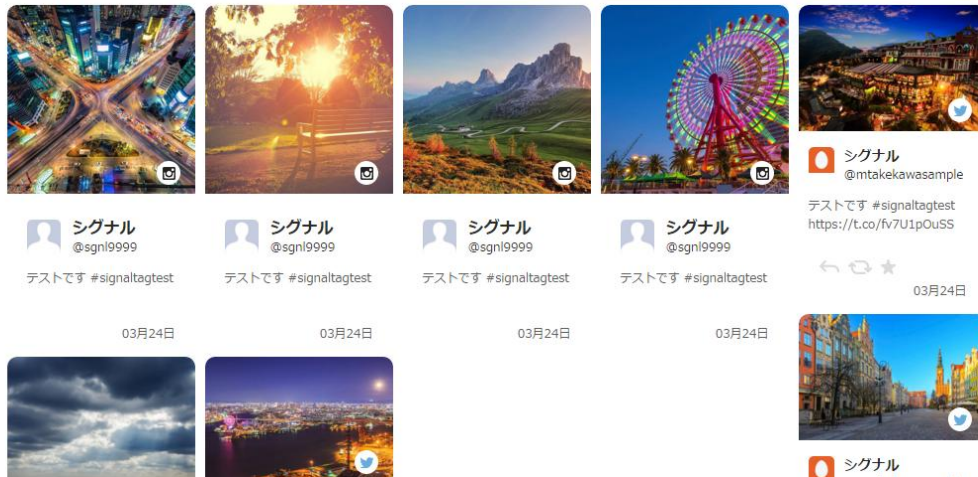 シグナル
@sgnl9999
テストです #signaltagtest
03月24日
シグナル
@sgnl9999
テストです #signaltagtest
03月24日
シグナル
@sgnl9999
テストです #signaltagtest
03月24日
シグナル
@sgnl9999
テストです #signaltagtest
03月24日
シグナル
@mtakekawasample
テストです #signaltagtest
https://t.co/fv7U1pOuSS
03月24日
シグナル